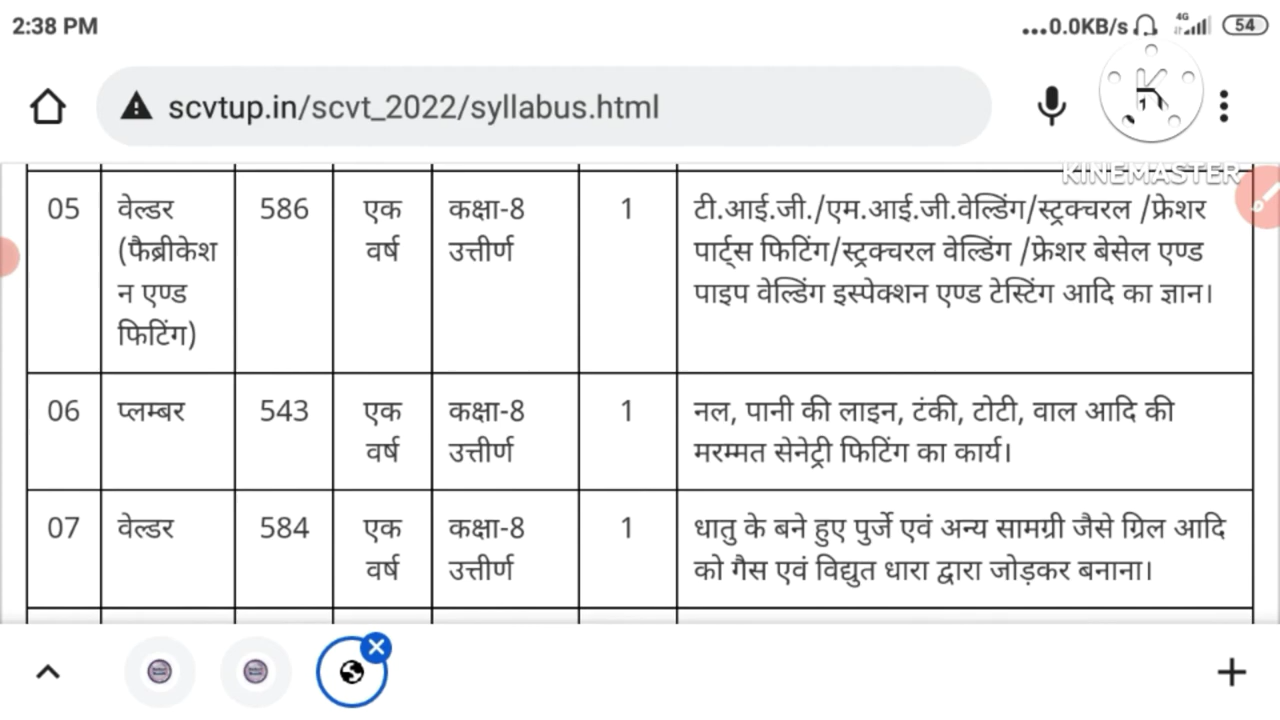 2:38 PM
...0.0KB/s 4G 54
scvtup.in/scvt_2022/syllabus.html
K
KINEMASTER
05 वेल्डर (फैब्रीकेशन एण्ड फिटिंग) 586 एक वर्ष कक्षा-8 उत्तीर्ण 1 टी.आई.जी./एम.आई.जी.वेल्डिंग/स्ट्रक्चरल /फ्रेशर
पार्ट्स फिटिंग/स्ट्रक्चरल वेल्डिंग /फ्रेशर बेसेल एण्ड
पाइप वेल्डिंग इस्पेक्शन एण्ड टेस्टिंग आदि का ज्ञान।
06 प्लम्बर 543 एक वर्ष कक्षा-8 उत्तीर्ण 1 नल, पानी की लाइन, टंकी, टोटी, वाल आदि की
मरम्मत सेनेट्री फिटिंग का कार्य।
07 वेल्डर 584 एक वर्ष कक्षा-8 उत्तीर्ण 1 धातु के बने हुए पुर्जे एवं अन्य सामग्री जैसे ग्रिल आदि
को गैस एवं विद्युत धारा द्वारा जोड़कर बनाना।